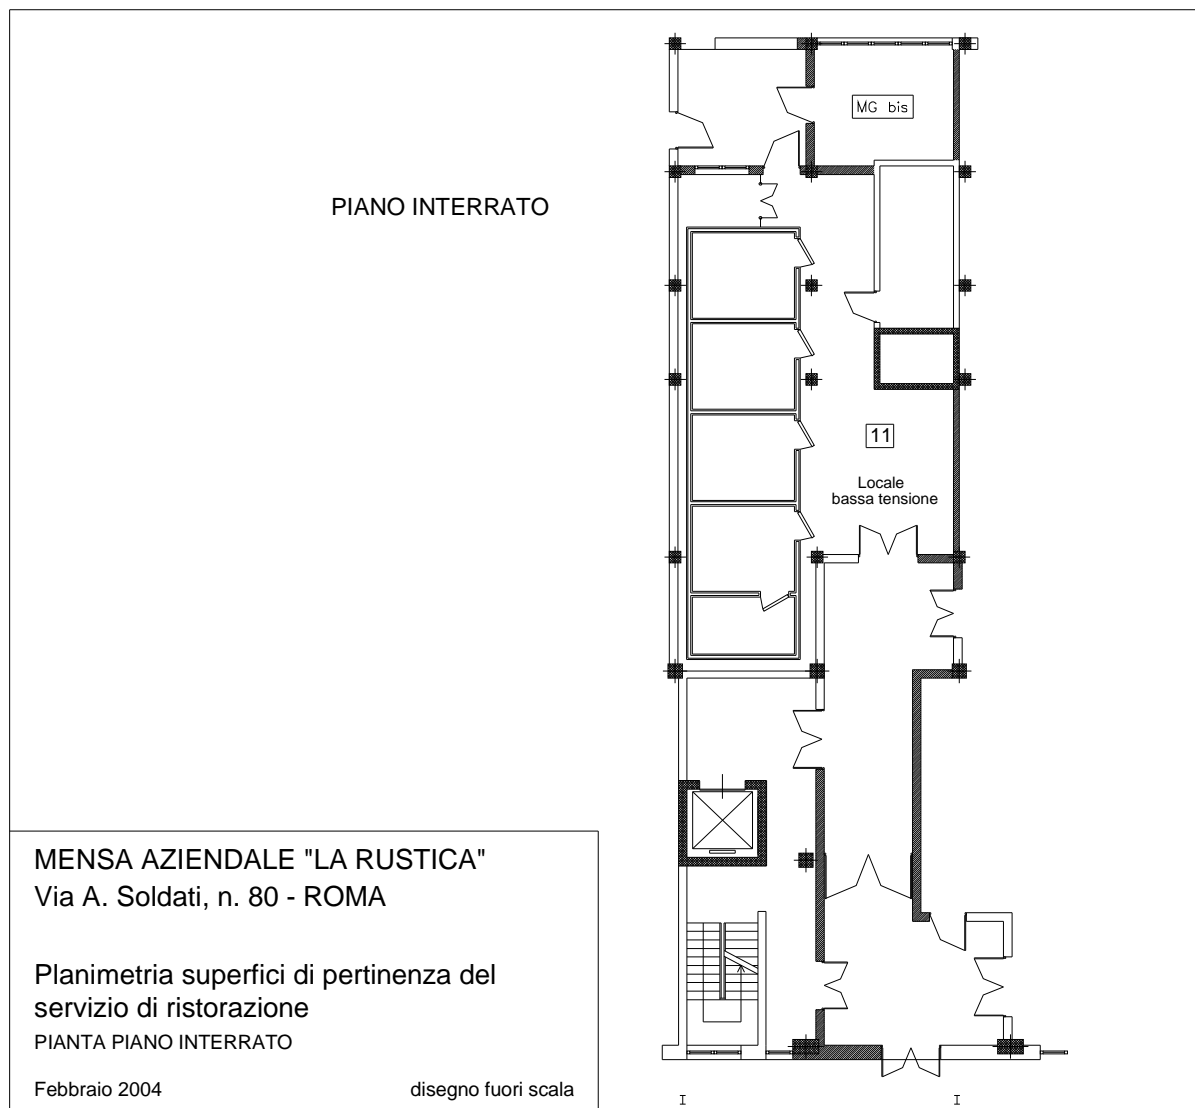 MG bis
PIANO INTERRATO
11
Locale
bassa tensione
MENSA AZIENDALE "LA RUSTICA"
Via A. Soldati, n. 80 - ROMA
Planimetria superfici di pertinenza del
servizio di ristorazione
PIANTA PIANO INTERRATO
Febbraio 2004 disegno fuori scala